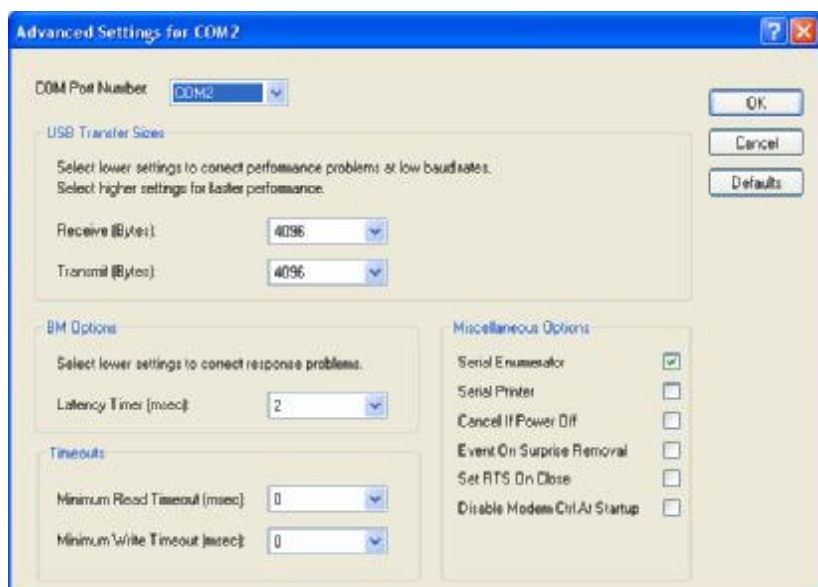 Advanced Settings for COM2
COM Port Number: COM2
OK
USB Transfer Sizes
Cancel
Select lower settings to correct performance problems at low baud rates.
Defaults
Select higher settings for faster performance.
Receive (Bytes): 4096
Transmit (Bytes): 4096
BM Options
Select lower settings to correct response problems.
Latency Timer (msec): 2
Timeouts
Minimum Read Timeout (msec): 0
Minimum Write Timeout (msec): 0
Miscellaneous Options
Serial Enumerator
Serial Printer
Cancel If Power Off
Event On Surprise Removal
Set RTS On Close
Disable Modem Ctrl At Startup